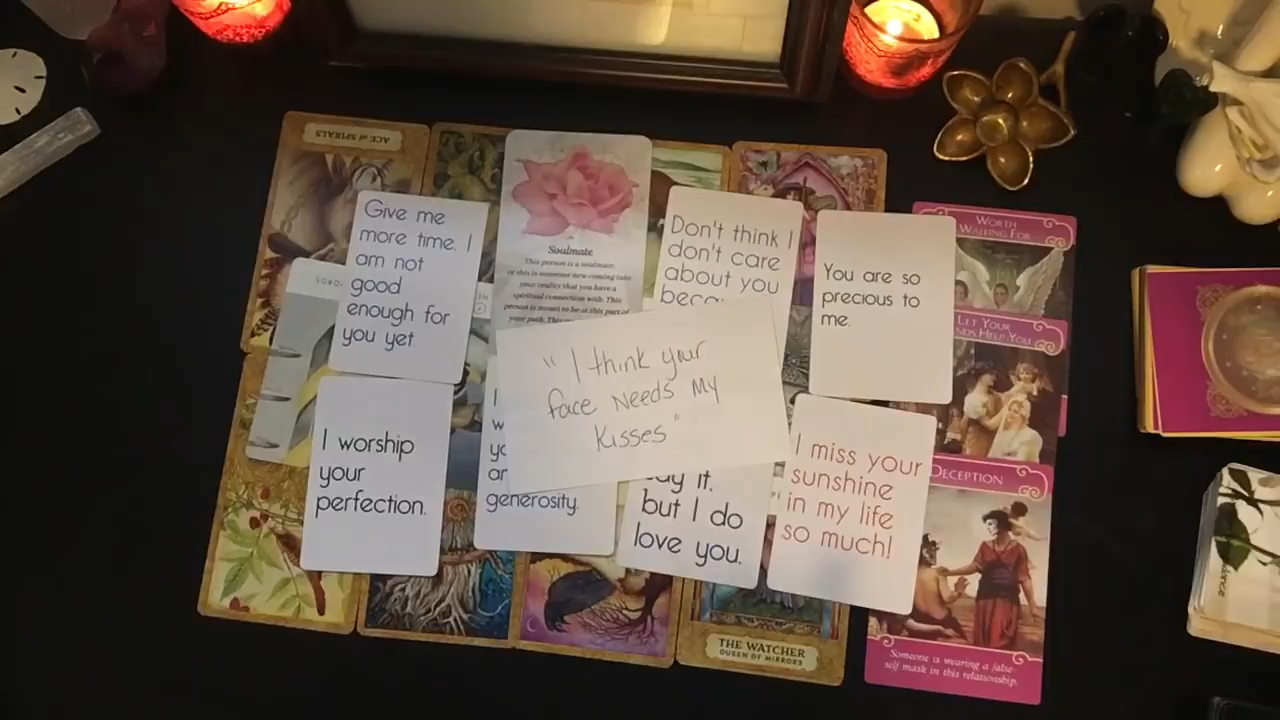 ACE of SPIRALS
Give me
more time. I
am not
good
enough for
you yet
Soulmate
This person is a soulmate,
or this is someone new coming into
your reality that you have a
spiritual connection with. This
person is meant to be at this part of
your path. This
Don't think I
don't care
about you
You are so
precious to
me.
WORTH
WAITING FOR
LET YOUR
HELP YOU
DECEPTION
Someone is wearing a false-
self mask in this relationship.
I worship
your
perfection.
I
generosity.
"I think your
face Needs My
Kisses"
it,
but I do
love you.
I miss your
sunshine
in my life
so much!
THE WATCHER
QUEEN OF MIRRORS